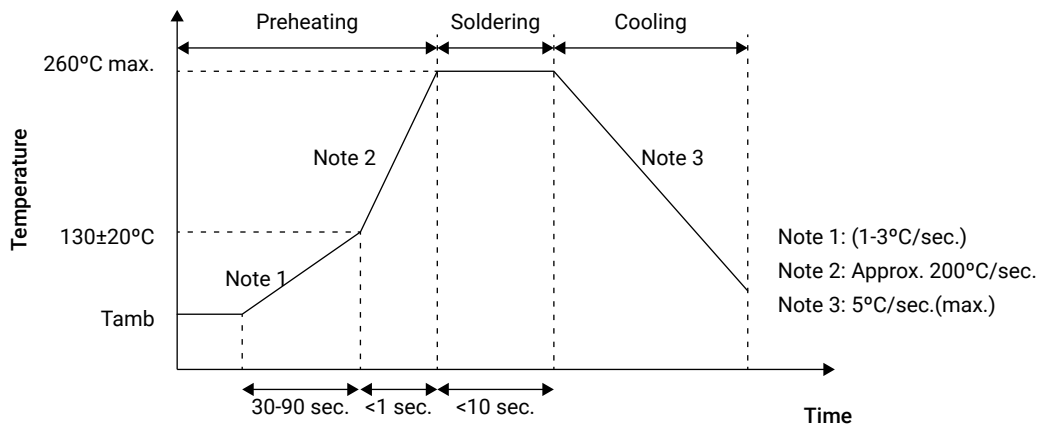 Preheating Soldering Cooling
260ºC max.
Note 2 Note 3
Temperature
130±20ºC
Note 1
Tamb
Note 1: (1-3ºC/sec.)
Note 2: Approx. 200ºC/sec.
Note 3: 5ºC/sec.(max.)
30-90 sec. <1 sec. <10 sec.
Time